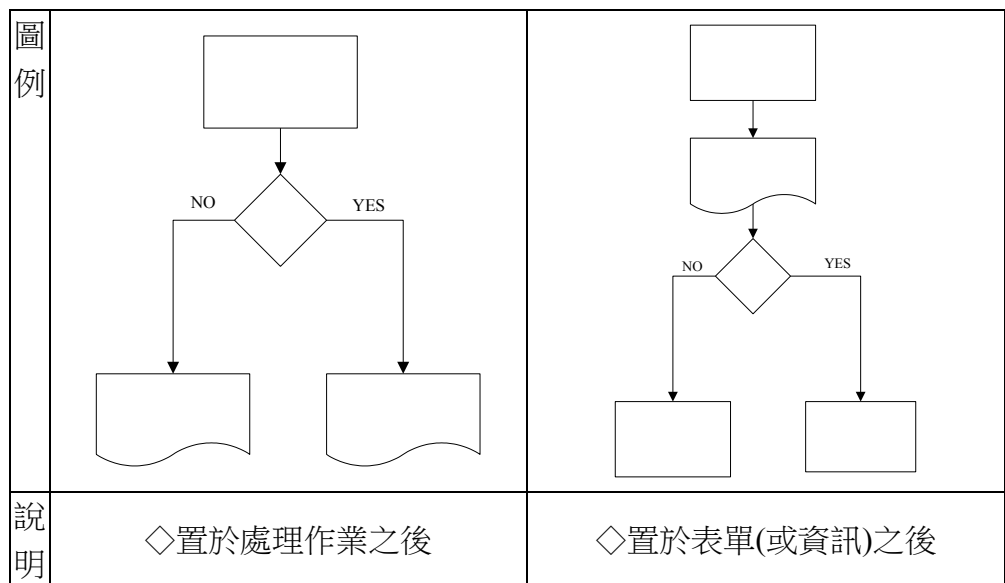 圖
例
NO
YES
NO
YES
說
明
◇置於處理作業之後
◇置於表單(或資訊)之後